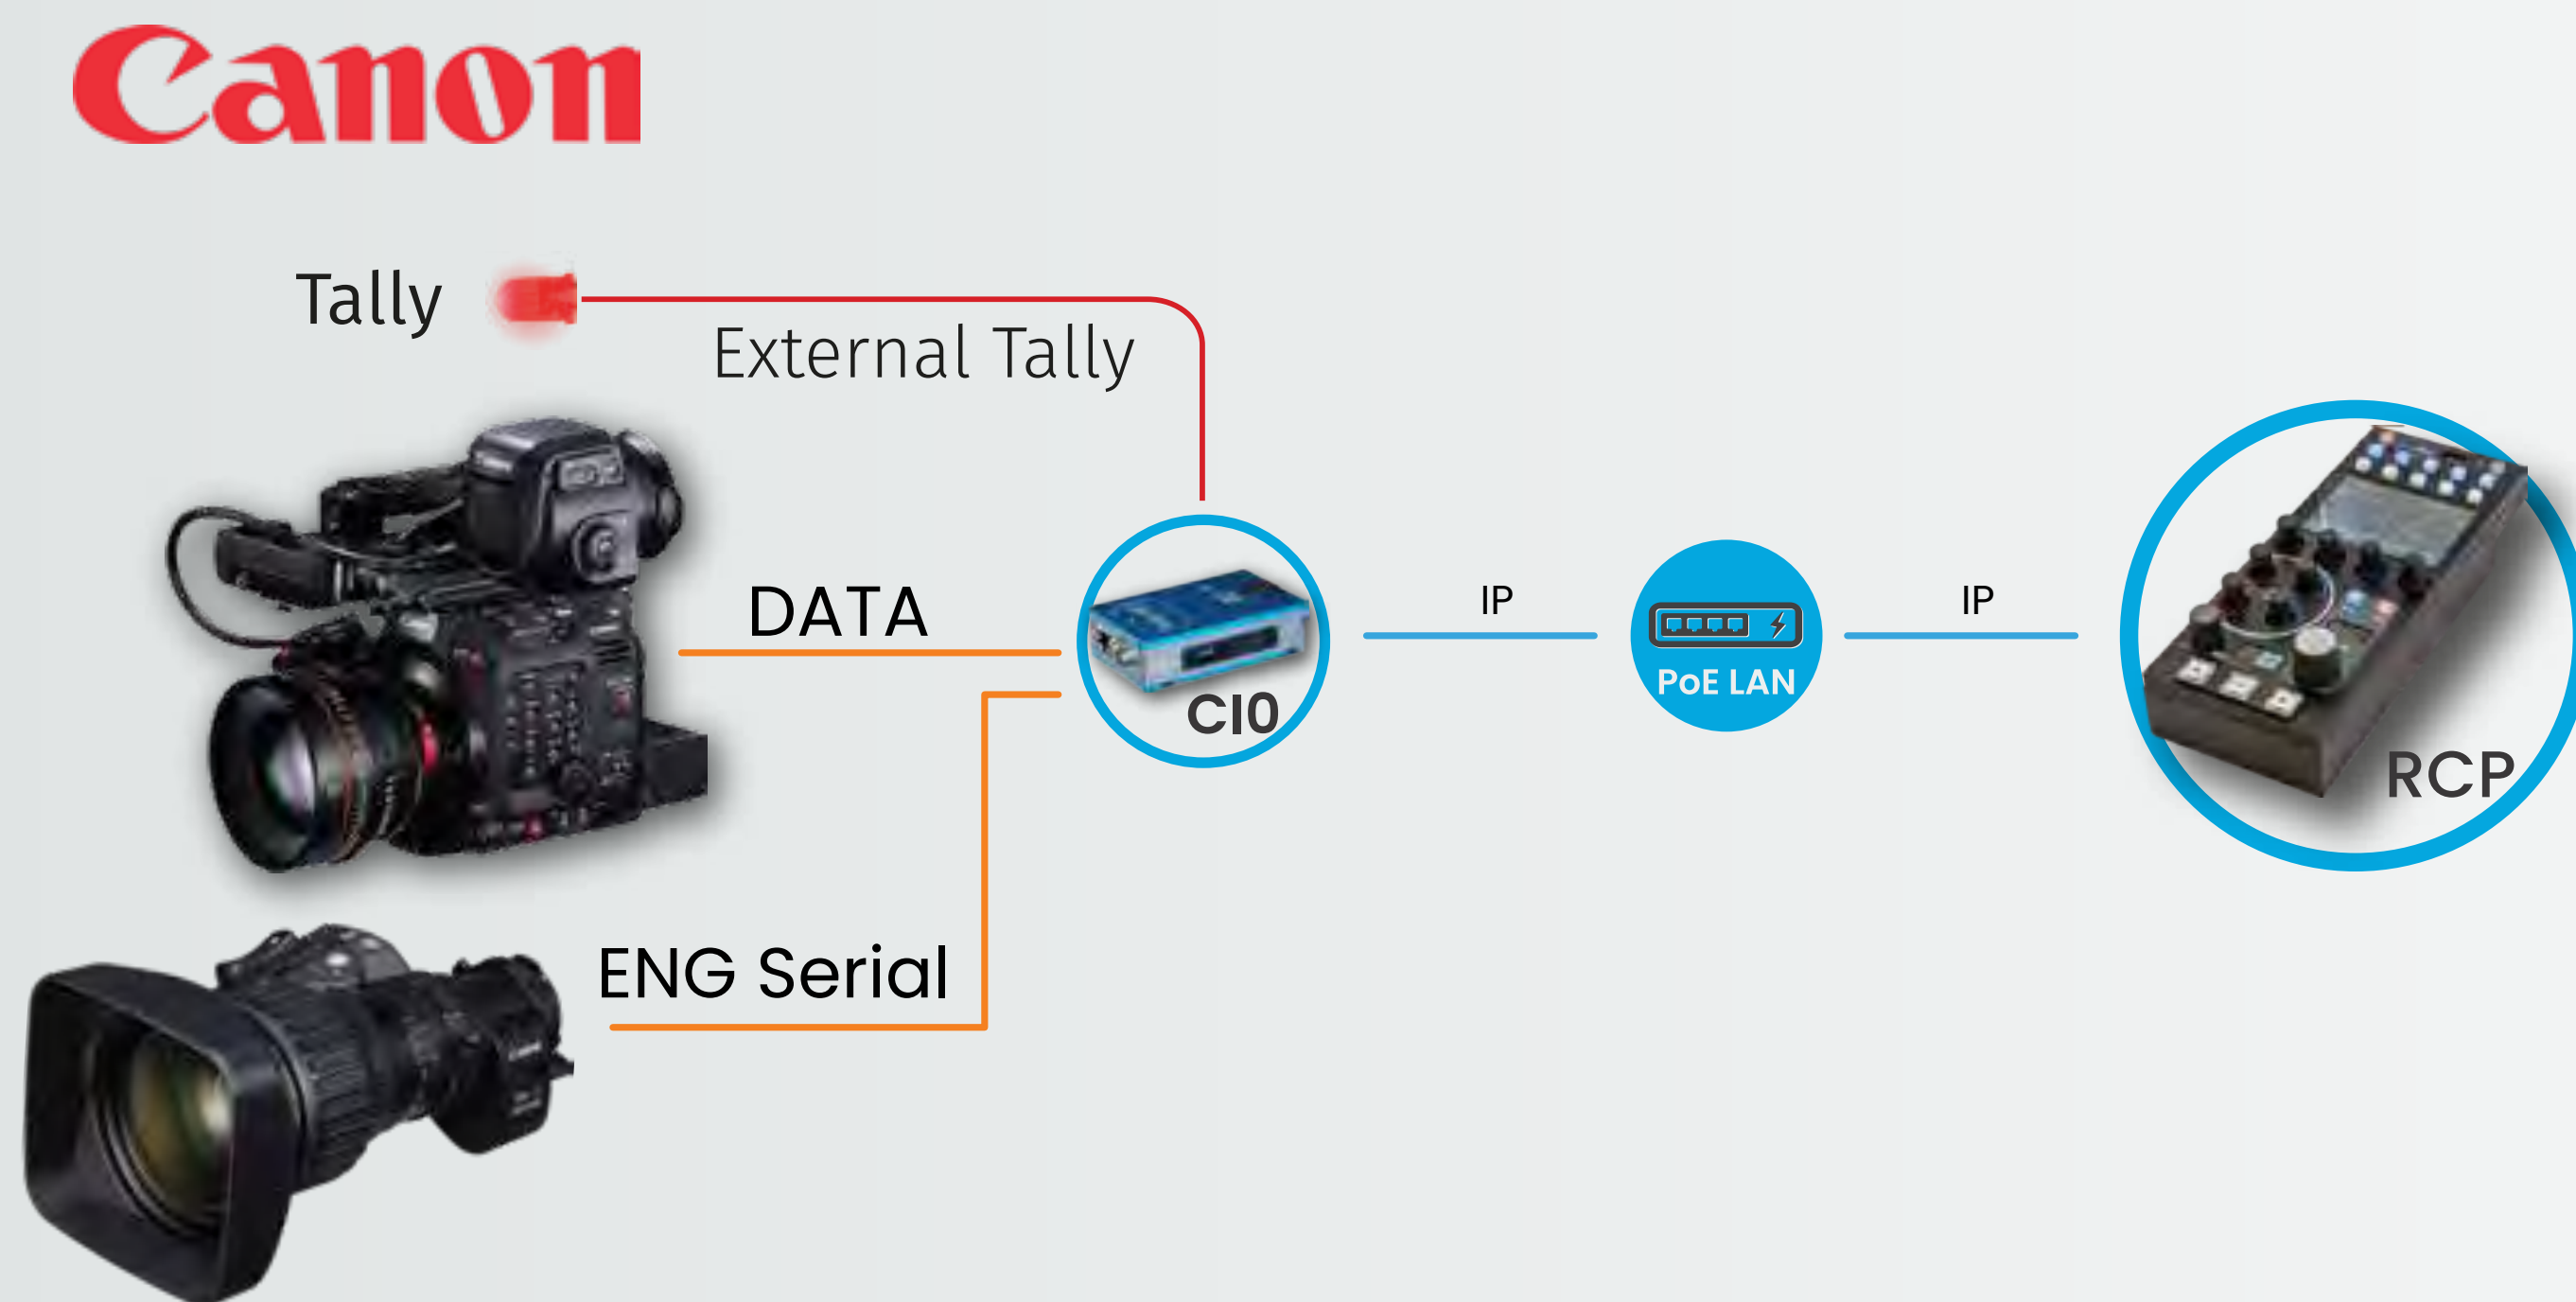 Canon
Tally
External Tally
DATA
CI0
IP
PoE LAN
IP
RCP
ENG Serial